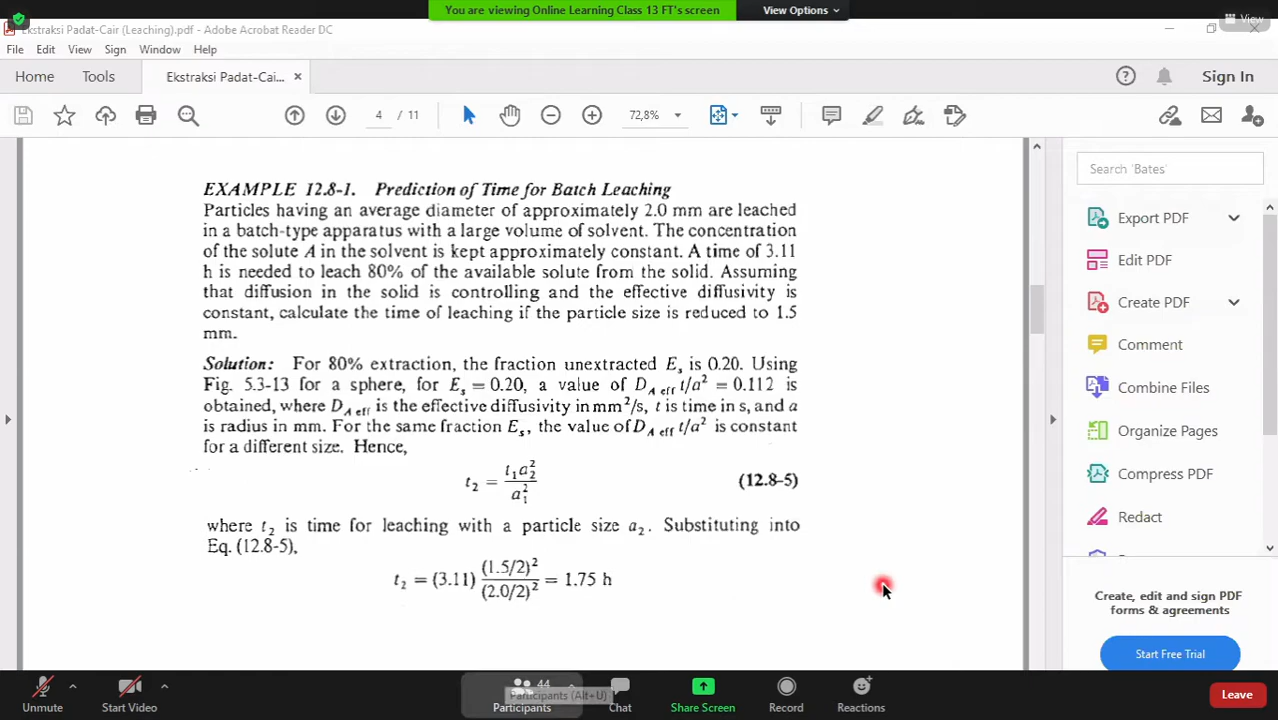 You are viewing Online Learning Class 13 FT's screen
View Options
View
Ekstraksi Padat-Cair (Leaching).pdf - Adobe Acrobat Reader DC
File Edit View Sign Window Help
Home Tools Ekstraksi Padat-Cai... × Sign In
4 / 11 72,8%
EXAMPLE 12.8-1. Prediction of Time for Batch Leaching
Particles having an average diameter of approximately 2.0 mm are leached
in a batch-type apparatus with a large volume of solvent. The concentration
of the solute A in the solvent is kept approximately constant. A time of 3.11
h is needed to leach 80% of the available solute from the solid. Assuming
that diffusion in the solid is controlling and the effective diffusivity is
constant, calculate the time of leaching if the particle size is reduced to 1.5
mm.
Solution: For 80% extraction, the fraction unextracted E_s is 0.20. Using
Fig. 5.3-13 for a sphere, for E_s = 0.20, a value of D_A eff t/a² = 0.112 is
obtained, where D_A eff is the effective diffusivity in mm²/s, t is time in s, and a
is radius in mm. For the same fraction E_s, the value of D_A eff t/a² is constant
for a different size. Hence,
t₂ = t₁a₂² / a₁² (12.8-5)
where t₂ is time for leaching with a particle size a₂. Substituting into
Eq. (12.8-5),
t₂ = (3.11) (1.5/2)² / (2.0/2)² = 1.75 h
Search 'Bates'
Export PDF
Edit PDF
Create PDF
Comment
Combine Files
Organize Pages
Compress PDF
Redact
Create, edit and sign PDF
forms & agreements
Start Free Trial
Unmute
Start Video
44
Participants (Alt+U)
Participants
Chat
Share Screen
Record
Reactions
Leave